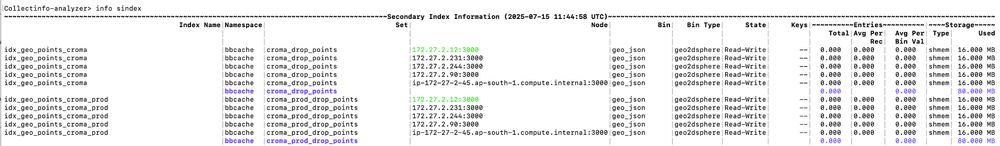 [Collectinfo-analyzer> info sindex
~~~~~~~~~~~~~~~~~~~~~~~~~~~~~~~~~~~~~~~~~~~~~~~~~~~~~~~~~~~~~~~~~~~~~~~~~~~~~~~~~~~~~~~~~~~~Secondary Index Information (2025-07-15 11:44:58 UTC)~~~~~~~~~~~~~~~~~~~~~~~~~~~~~~~~~~~~~~~~~~~~~~~~~~~~~~~~~~~~~~~~~~~~~~~~~~~~~~~~~~~~~~~~~~~~~
Index Name|Namespace| Set| Node| Bin| Bin Type| State| Keys|~~~~~~~~~~Entries~~~~~~~~~~|~~~~Storage~~~~~
| | | | | | | | Total|Avg Per| Avg Per| Type| Used
| | | | | | | | | Rec| Bin Val| |
idx_geo_points_croma |bbcache |croma_drop_points |172.27.2.12:3000 |geo_json |geo2dsphere|Read-Write| --| 0.000 |0.000 | 0.000 |shmem|16.000 MB
idx_geo_points_croma |bbcache |croma_drop_points |172.27.2.231:3000 |geo_json |geo2dsphere|Read-Write| --| 0.000 |0.000 | 0.000 |shmem|16.000 MB
idx_geo_points_croma |bbcache |croma_drop_points |172.27.2.244:3000 |geo_json |geo2dsphere|Read-Write| --| 0.000 |0.000 | 0.000 |shmem|16.000 MB
idx_geo_points_croma |bbcache |croma_drop_points |172.27.2.90:3000 |geo_json |geo2dsphere|Read-Write| --| 0.000 |0.000 | 0.000 |shmem|16.000 MB
idx_geo_points_croma |bbcache |croma_drop_points |ip-172-27-2-45.ap-south-1.compute.internal:3000|geo_json |geo2dsphere|Read-Write| --| 0.000 |0.000 | 0.000 |shmem|16.000 MB
|bbcache |croma_drop_points | | | | | | 0.000 | | 0.000 | |80.000 MB
idx_geo_points_croma_prod |bbcache |croma_prod_drop_points |172.27.2.12:3000 |geo_json |geo2dsphere|Read-Write| --| 0.000 |0.000 | 0.000 |shmem|16.000 MB
idx_geo_points_croma_prod |bbcache |croma_prod_drop_points |172.27.2.231:3000 |geo_json |geo2dsphere|Read-Write| --| 0.000 |0.000 | 0.000 |shmem|16.000 MB
idx_geo_points_croma_prod |bbcache |croma_prod_drop_points |172.27.2.244:3000 |geo_json |geo2dsphere|Read-Write| --| 0.000 |0.000 | 0.000 |shmem|16.000 MB
idx_geo_points_croma_prod |bbcache |croma_prod_drop_points |172.27.2.90:3000 |geo_json |geo2dsphere|Read-Write| --| 0.000 |0.000 | 0.000 |shmem|16.000 MB
idx_geo_points_croma_prod |bbcache |croma_prod_drop_points |ip-172-27-2-45.ap-south-1.compute.internal:3000|geo_json |geo2dsphere|Read-Write| --| 0.000 |0.000 | 0.000 |shmem|16.000 MB
|bbcache |croma_prod_drop_points | | | | | | 0.000 | | 0.000 | |80.000 MB